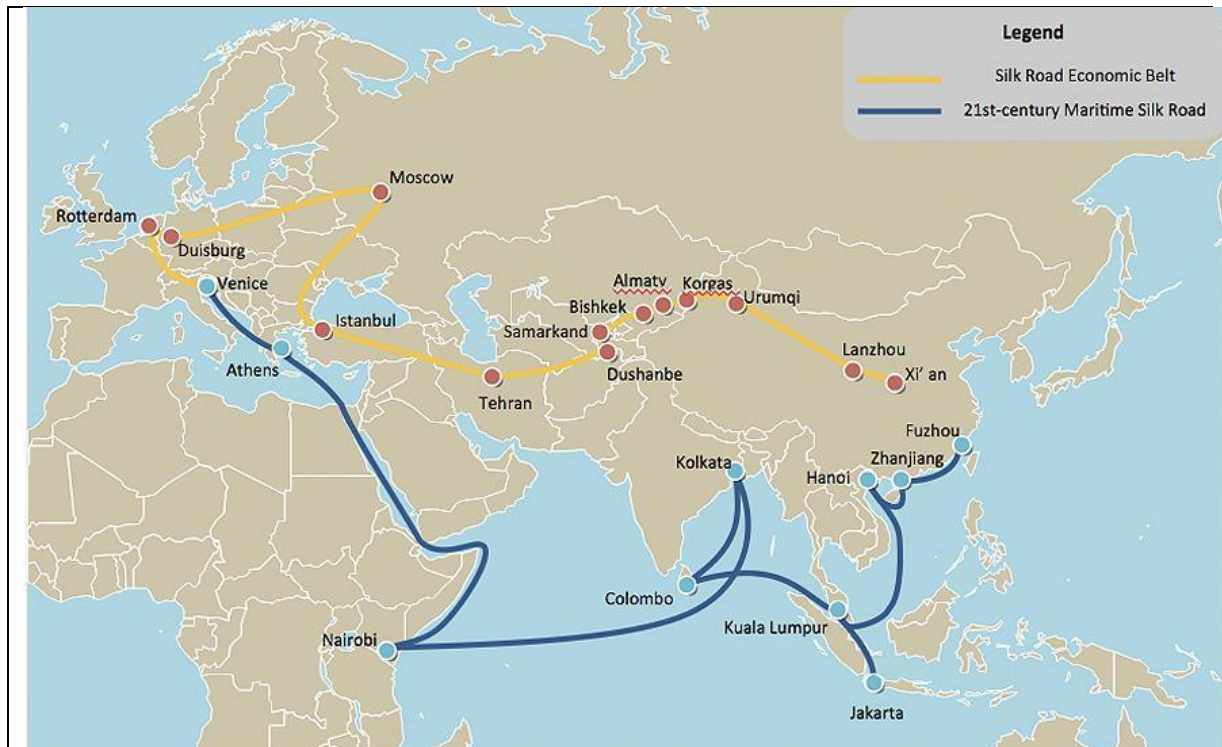 Legend
Silk Road Economic Belt
21st-century Maritime Silk Road
Moscow
Rotterdam
Duisburg
Venice
Almatv
Korgas
Urumqi
Bishkek
Istanbul
Samarkand
Athens
Lanzhou
Dushanbe
Xi' an
Tehran
Fuzhou
Zhanjiang
Kolkata
Hanoi
Colombo
Kuala Lumpur
Nairobi
Jakarta